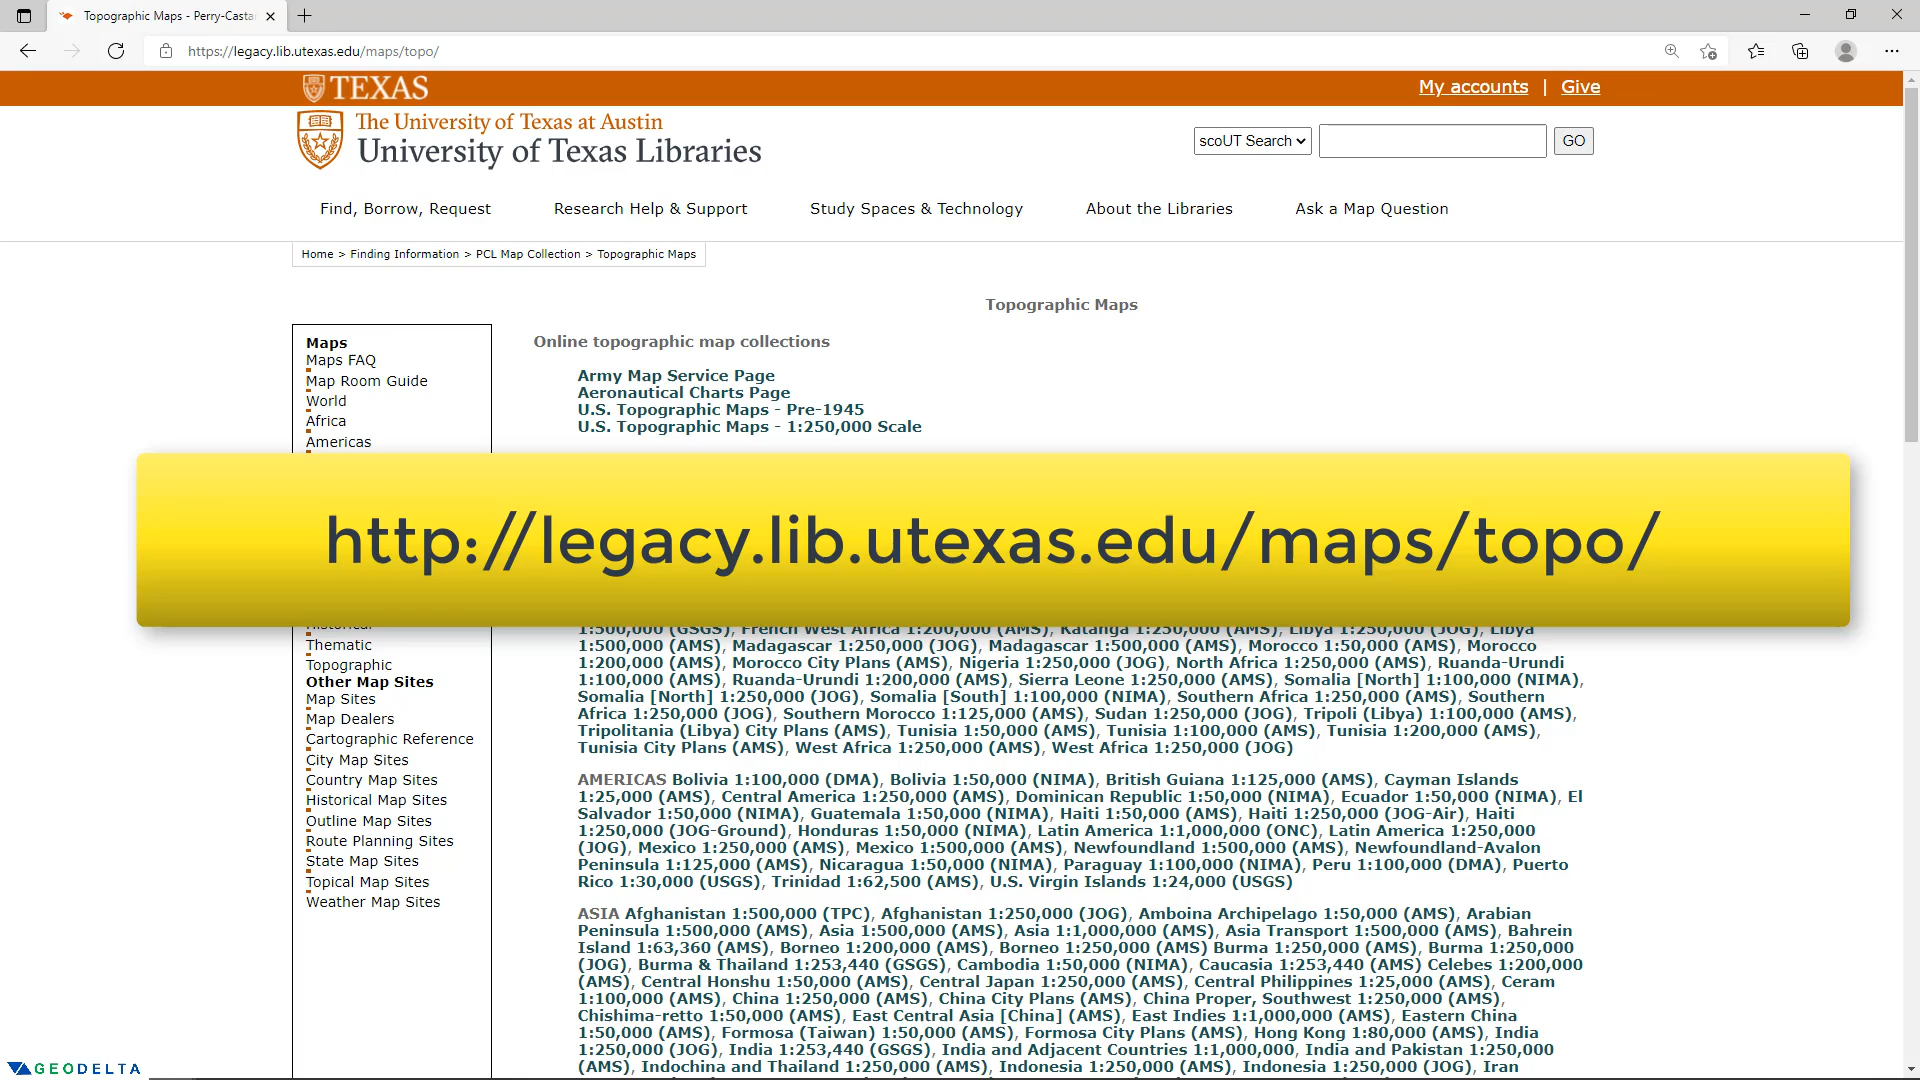 Topographic Maps - Perry-Casta
https://legacy.lib.utexas.edu/maps/topo/
TEXAS
My accounts | Give
The University of Texas at Austin
University of Texas Libraries
scoUT Search
GO
Find, Borrow, Request
Research Help & Support
Study Spaces & Technology
About the Libraries
Ask a Map Question
Home > Finding Information > PCL Map Collection > Topographic Maps
Topographic Maps
Maps
Maps FAQ
Map Room Guide
World
Africa
Americas
Online topographic map collections
Army Map Service Page
Aeronautical Charts Page
U.S. Topographic Maps - Pre-1945
U.S. Topographic Maps - 1:250,000 Scale
http://legacy.lib.utexas.edu/maps/topo/
Historical
Thematic
Topographic
Other Map Sites
Map Sites
Map Dealers
Cartographic Reference
City Map Sites
Country Map Sites
Historical Map Sites
Outline Map Sites
Route Planning Sites
State Map Sites
Topical Map Sites
Weather Map Sites
1:500,000 (GSGS), French West Africa 1:200,000 (AMS), Katanga 1:250,000 (AMS), Libya 1:250,000 (JOG), Libya
1:500,000 (AMS), Madagascar 1:250,000 (JOG), Madagascar 1:500,000 (AMS), Morocco 1:50,000 (AMS), Morocco
1:200,000 (AMS), Morocco City Plans (AMS), Nigeria 1:250,000 (JOG), North Africa 1:250,000 (AMS), Ruanda-Urundi
1:100,000 (AMS), Ruanda-Urundi 1:200,000 (AMS), Sierra Leone 1:250,000 (AMS), Somalia [North] 1:100,000 (NIMA),
Somalia [North] 1:250,000 (JOG), Somalia [South] 1:100,000 (NIMA), Southern Africa 1:250,000 (AMS), Southern
Africa 1:250,000 (JOG), Southern Morocco 1:125,000 (AMS), Sudan 1:250,000 (JOG), Tripoli (Libya) 1:100,000 (AMS),
Tripolitania (Libya) City Plans (AMS), Tunisia 1:50,000 (AMS), Tunisia 1:100,000 (AMS), Tunisia 1:200,000 (AMS),
Tunisia City Plans (AMS), West Africa 1:250,000 (AMS), West Africa 1:250,000 (JOG)
AMERICAS Bolivia 1:100,000 (DMA), Bolivia 1:50,000 (NIMA), British Guiana 1:125,000 (AMS), Cayman Islands
1:25,000 (AMS), Central America 1:250,000 (AMS), Dominican Republic 1:50,000 (NIMA), Ecuador 1:50,000 (NIMA), El
Salvador 1:50,000 (NIMA), Guatemala 1:50,000 (NIMA), Haiti 1:50,000 (AMS), Haiti 1:250,000 (JOG-Air), Haiti
1:250,000 (JOG-Ground), Honduras 1:50,000 (NIMA), Latin America 1:1,000,000 (ONC), Latin America 1:250,000
(JOG), Mexico 1:250,000 (AMS), Mexico 1:500,000 (AMS), Newfoundland 1:500,000 (AMS), Newfoundland-Avalon
Peninsula 1:125,000 (AMS), Nicaragua 1:50,000 (NIMA), Paraguay 1:100,000 (NIMA), Peru 1:100,000 (DMA), Puerto
Rico 1:30,000 (USGS), Trinidad 1:62,500 (AMS), U.S. Virgin Islands 1:24,000 (USGS)
ASIA Afghanistan 1:500,000 (TPC), Afghanistan 1:250,000 (JOG), Amboina Archipelago 1:50,000 (AMS), Arabian
Peninsula 1:500,000 (AMS), Asia 1:500,000 (AMS), Asia 1:1,000,000 (AMS), Asia Transport 1:500,000 (AMS), Bahrein
Island 1:63,360 (AMS), Borneo 1:200,000 (AMS), Borneo 1:250,000 (AMS) Burma 1:250,000 (AMS), Burma 1:250,000
(JOG), Burma & Thailand 1:253,440 (GSGS), Cambodia 1:50,000 (NIMA), Caucasia 1:253,440 (AMS) Celebes 1:200,000
(AMS), Central Honshu 1:50,000 (AMS), Central Japan 1:250,000 (AMS), Central Philippines 1:25,000 (AMS), Ceram
1:100,000 (AMS), China 1:250,000 (AMS), China City Plans (AMS), China Proper, Southwest 1:250,000 (AMS),
Chishima-retto 1:50,000 (AMS), East Central Asia [China] (AMS), East Indies 1:1,000,000 (AMS), Eastern China
1:50,000 (AMS), Formosa (Taiwan) 1:50,000 (AMS), Formosa City Plans (AMS), Hong Kong 1:80,000 (AMS), India
1:250,000 (JOG), India 1:253,440 (GSGS), India and Adjacent Countries 1:1,000,000, India and Pakistan 1:250,000
(AMS), Indochina and Thailand 1:250,000 (AMS), Indonesia 1:250,000 (AMS), Indonesia 1:250,000 (JOG), Iran
GEODELTA